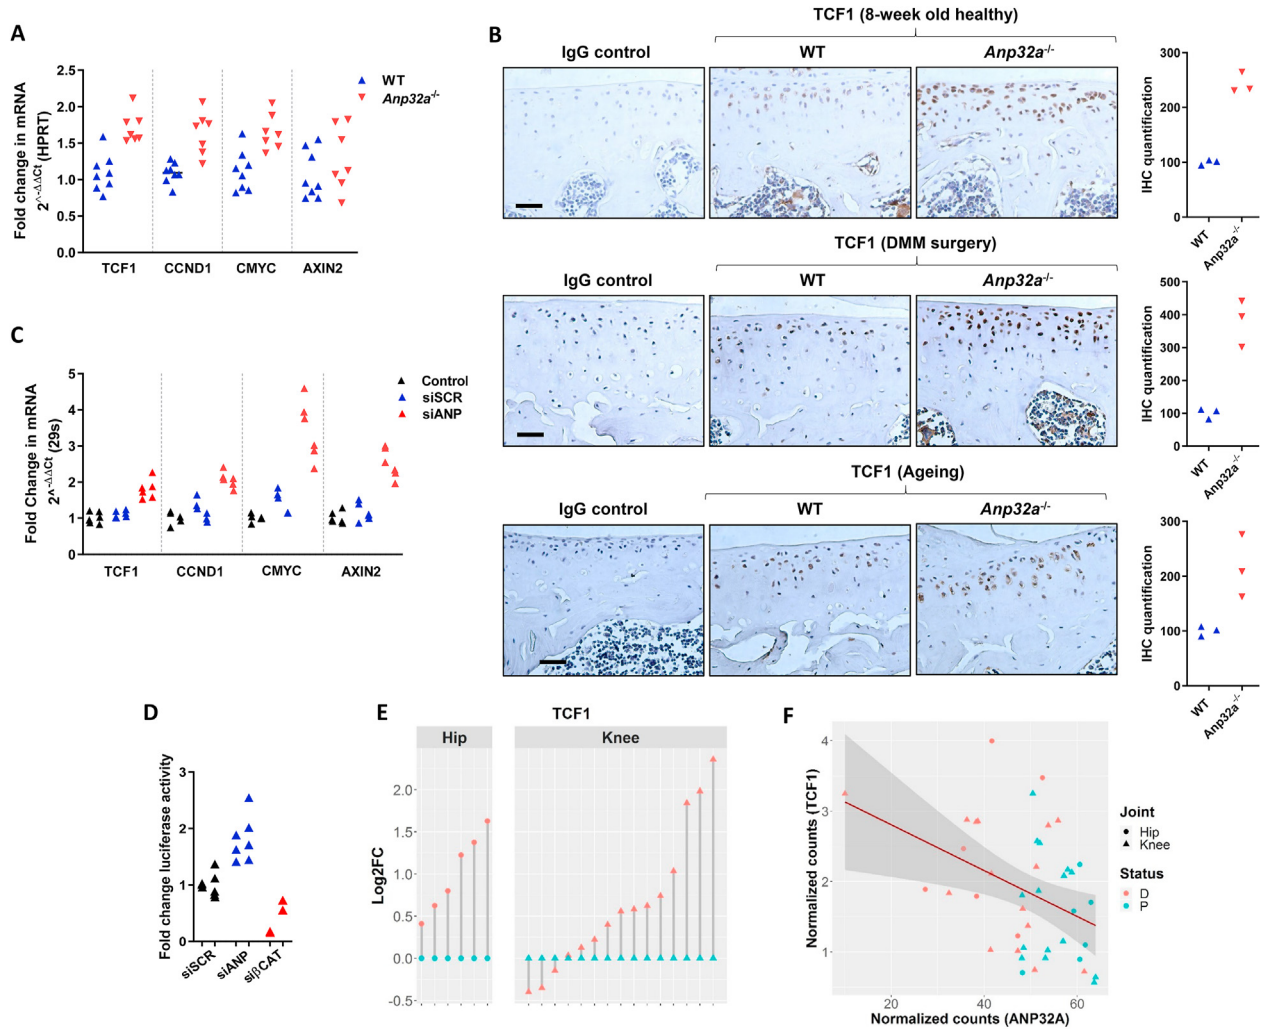 A
Fold change in mRNA
2^-ΔΔCt (HPRT)
2.5
2.0
1.5
1.0
0.5
0.0
TCF1
CCND1
CMYC
AXIN2
WT
Anp32a-/-
B
TCF1 (8-week old healthy)
IgG control
WT
Anp32a-/-
IHC quantification
300
200
100
0
WT
Anp32a-/-
TCF1 (DMM surgery)
IgG control
WT
Anp32a-/-
IHC quantification
500
400
300
200
100
0
WT
Anp32a-/-
TCF1 (Ageing)
IgG control
WT
Anp32a-/-
IHC quantification
300
200
100
0
WT
Anp32a-/-
C
Fold Change in mRNA
2^-ΔΔCt (29s)
5
4
3
2
1
0
TCF1
CCND1
CMYC
AXIN2
Control
siSCR
siANP
D
Fold change luciferase activity
3
2
1
0
siSCR
siANP
siβCAT
E
TCF1
Hip
Knee
Log2FC
2.0
1.5
1.0
0.5
0.0
-0.5
F
Normalized counts (TCF1)
4
3
2
1
20
40
60
Normalized counts (ANP32A)
Joint
Hip
Knee
Status
D
P